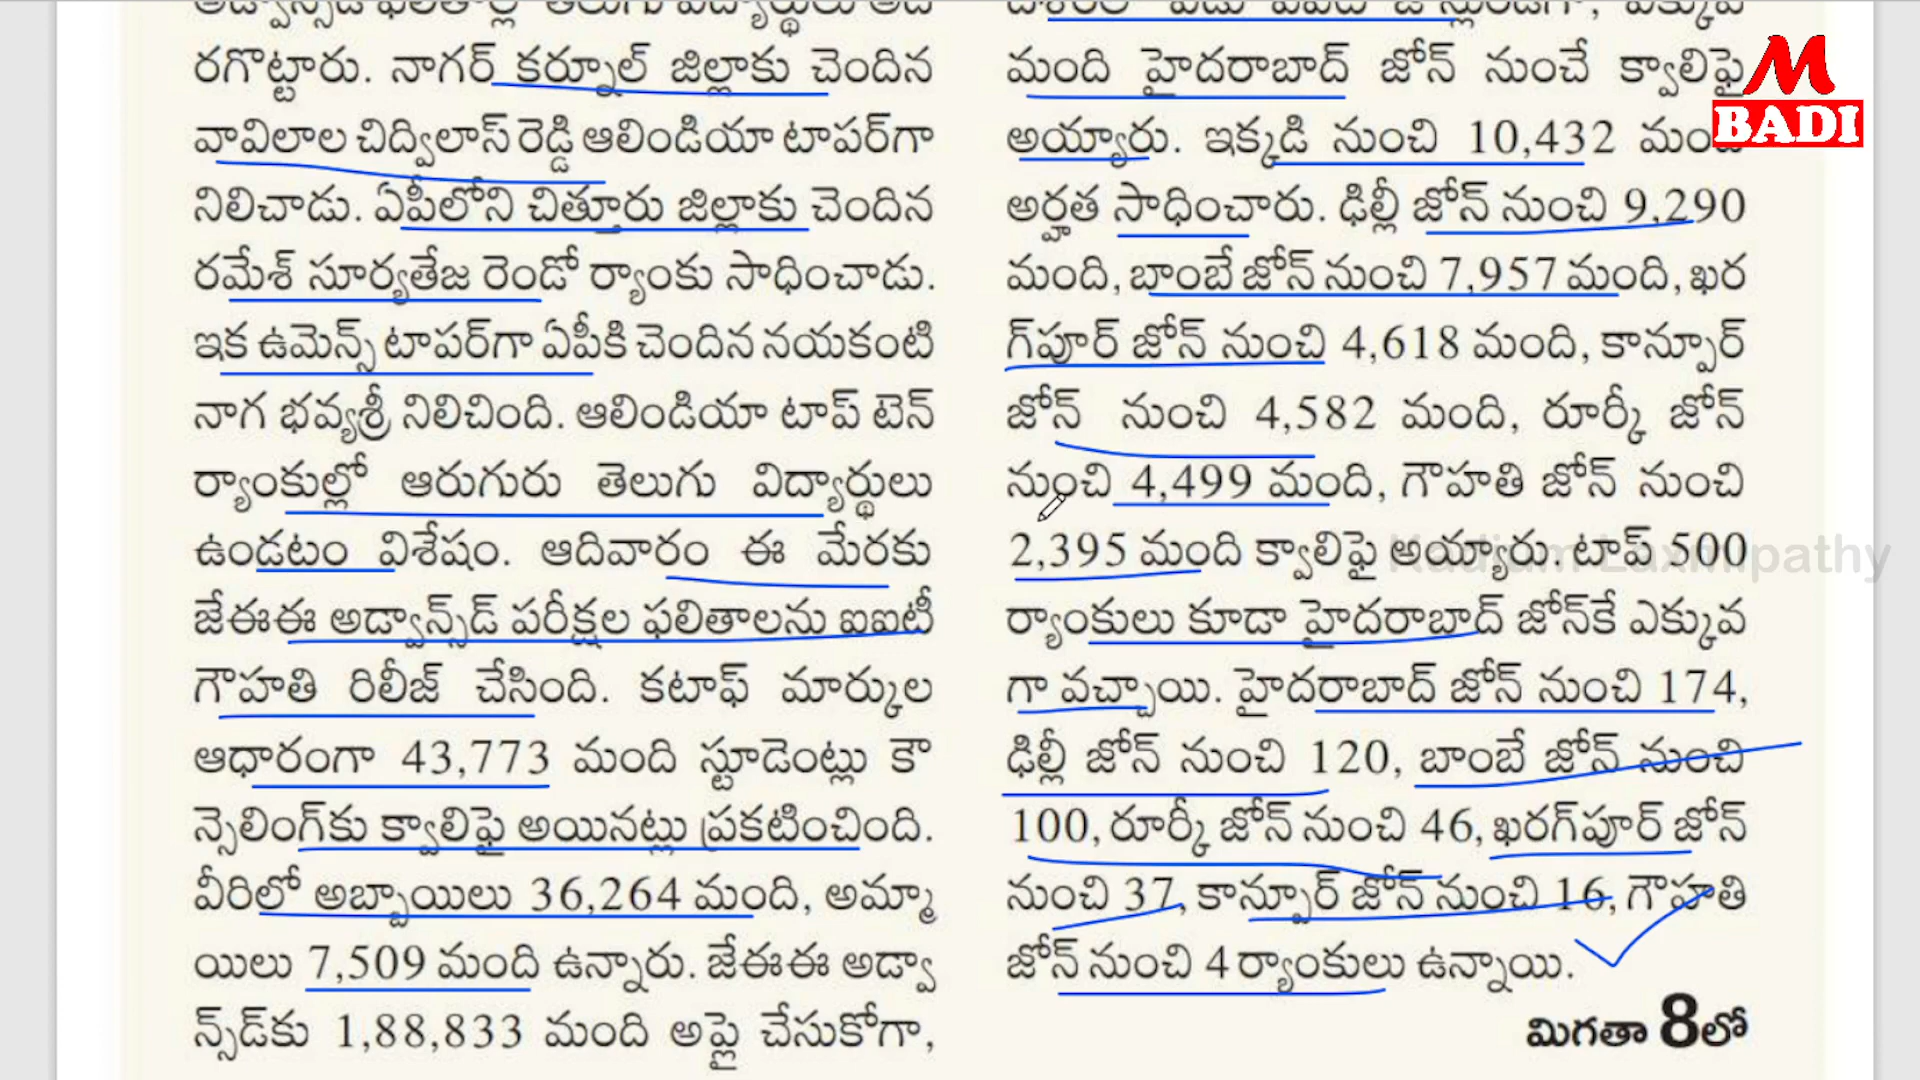 రగొట్టారు. నాగర్ కర్నూల్ జిల్లాకు చెందిన
వావిలాల చిద్విలాస్ రెడ్డి ఆలిండియా టాపర్‌గా
నిలిచాడు. ఏపీలోని చిత్తూరు జిల్లాకు చెందిన
రమేశ్ సూర్యతేజ రెండో ర్యాంకు సాధించాడు.
ఇక ఉమెన్స్ టాపర్‌గా ఏపీకి చెందిన నయకంటి
నాగ భవ్యశ్రీ నిలిచింది. ఆలిండియా టాప్ టెన్
ర్యాంకుల్లో ఆరుగురు తెలుగు విద్యార్థులు
ఉండటం విశేషం. ఆదివారం ఈ మేరకు
జేఈఈ అడ్వాన్స్‌డ్ పరీక్షల ఫలితాలను ఐఐటీ
గౌహతి రిలీజ్ చేసింది. కటాఫ్ మార్కుల
ఆధారంగా 43,773 మంది స్టూడెంట్లు కౌ
న్సెలింగ్‌కు క్వాలిఫై అయినట్లు ప్రకటించింది.
వీరిలో అబ్బాయిలు 36,264 మంది, అమ్మా
యిలు 7,509 మంది ఉన్నారు. జేఈఈ అడ్వా
న్స్‌డ్‌కు 1,88,833 మంది అప్లై చేసుకోగా,
మంది హైదరాబాద్ జోన్ నుంచే క్వాలిఫై
అయ్యారు. ఇక్కడి నుంచి 10,432 మంది
అర్హత సాధించారు. ఢిల్లీ జోన్ నుంచి 9,290
మంది, బాంబే జోన్ నుంచి 7,957 మంది, ఖర
గ్‌పూర్ జోన్ నుంచి 4,618 మంది, కాన్పూర్
జోన్ నుంచి 4,582 మంది, రూర్కీ జోన్
నుంచి 4,499 మంది, గౌహతి జోన్ నుంచి
2,395 మంది క్వాలిఫై అయ్యారు. టాప్ 500
ర్యాంకులు కూడా హైదరాబాద్ జోన్‌కే ఎక్కువ
గా వచ్చాయి. హైదరాబాద్ జోన్ నుంచి 174,
ఢిల్లీ జోన్ నుంచి 120, బాంబే జోన్ నుంచి
100, రూర్కీ జోన్ నుంచి 46, ఖరగ్‌పూర్ జోన్
నుంచి 37, కాన్పూర్ జోన్ నుంచి 16, గౌహతి
జోన్ నుంచి 4 ర్యాంకులు ఉన్నాయి.
మిగతా 8లో
M
BADI
Kadium Laxmipathy